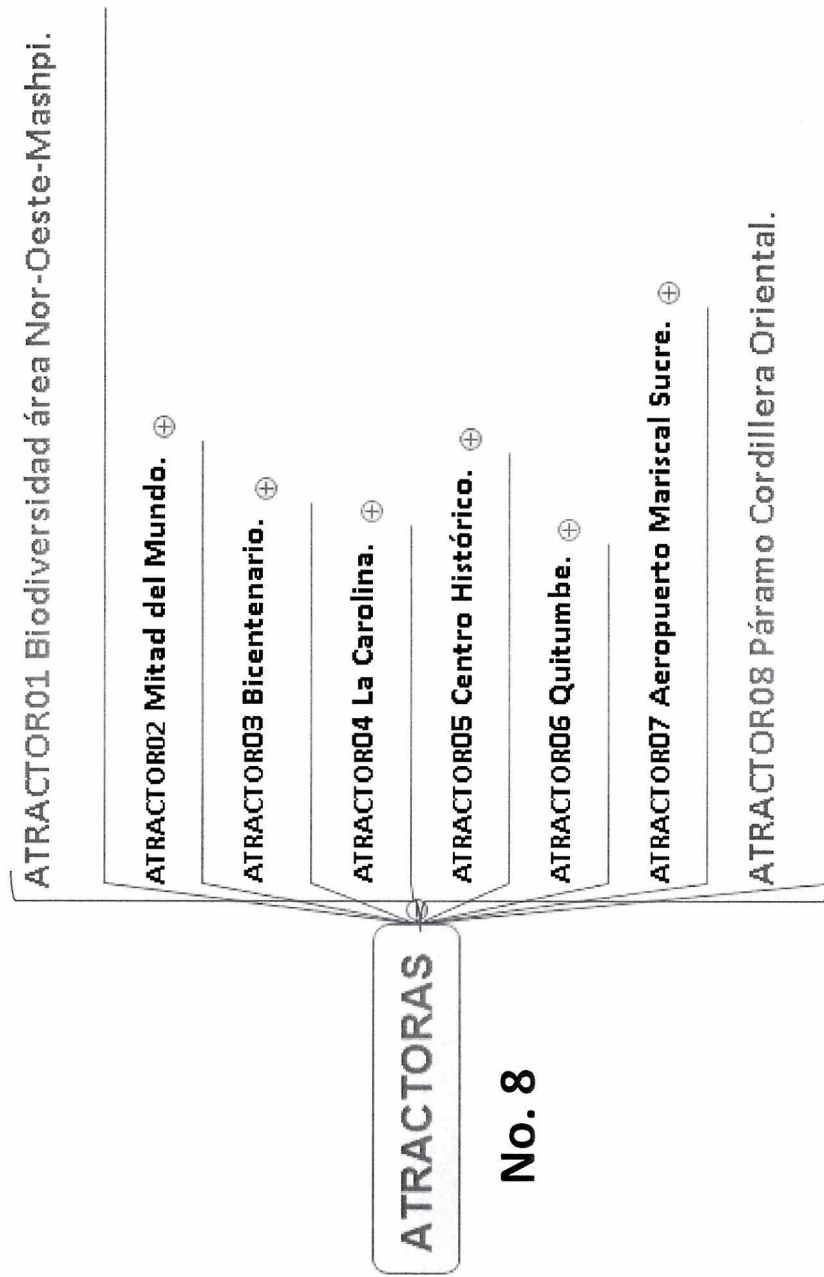 ATRACTORAS
No. 8
ATRACTOR01 Biodiversidad área Nor-Oeste-Mashpi.
ATRACTOR02 Mitad del Mundo.
ATRACTOR03 Bicentenario.
ATRACTOR04 La Carolina.
ATRACTOR05 Centro Histórico.
ATRACTOR06 Quitumbe.
ATRACTOR07 Aeropuerto Mariscal Sucre.
ATRACTOR08 Páramo Cordillera Oriental.